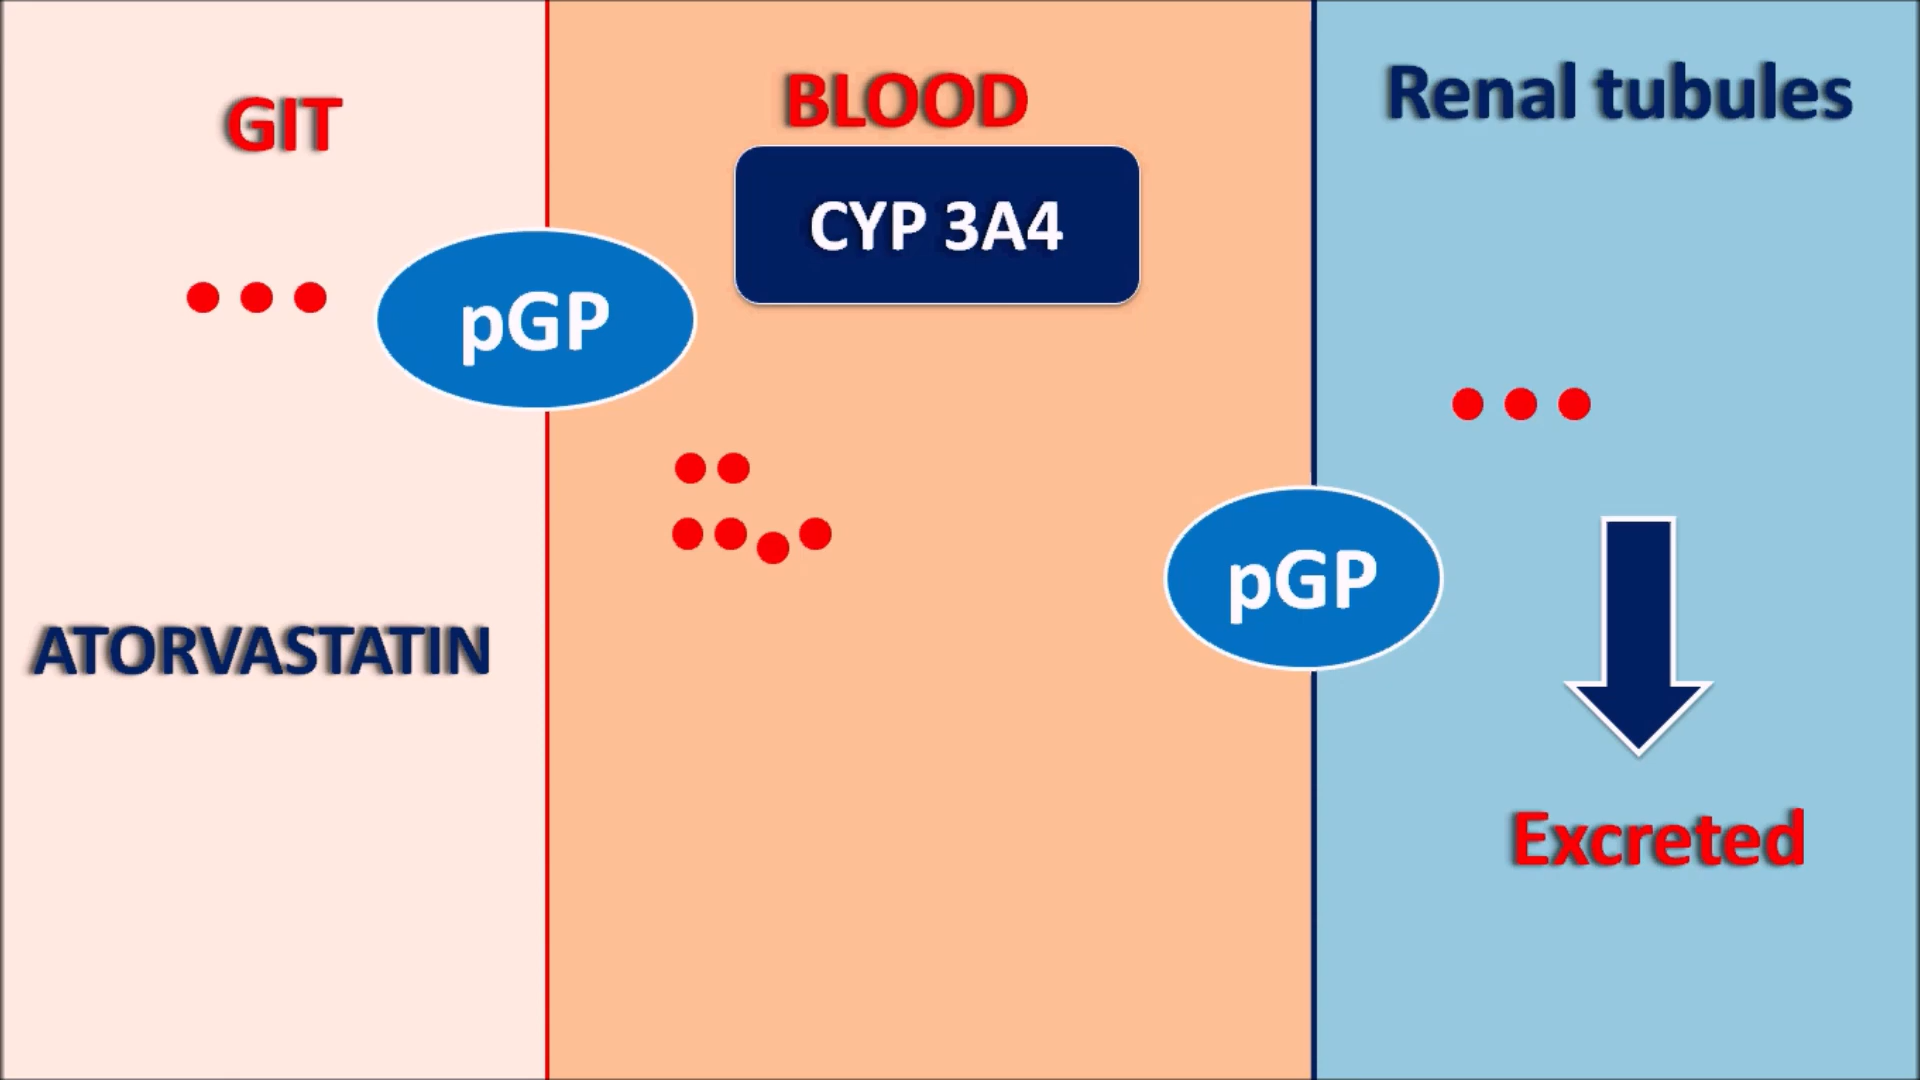 GIT
BLOOD
Renal tubules
CYP 3A4
pGP
pGP
ATORVASTATIN
Excreted